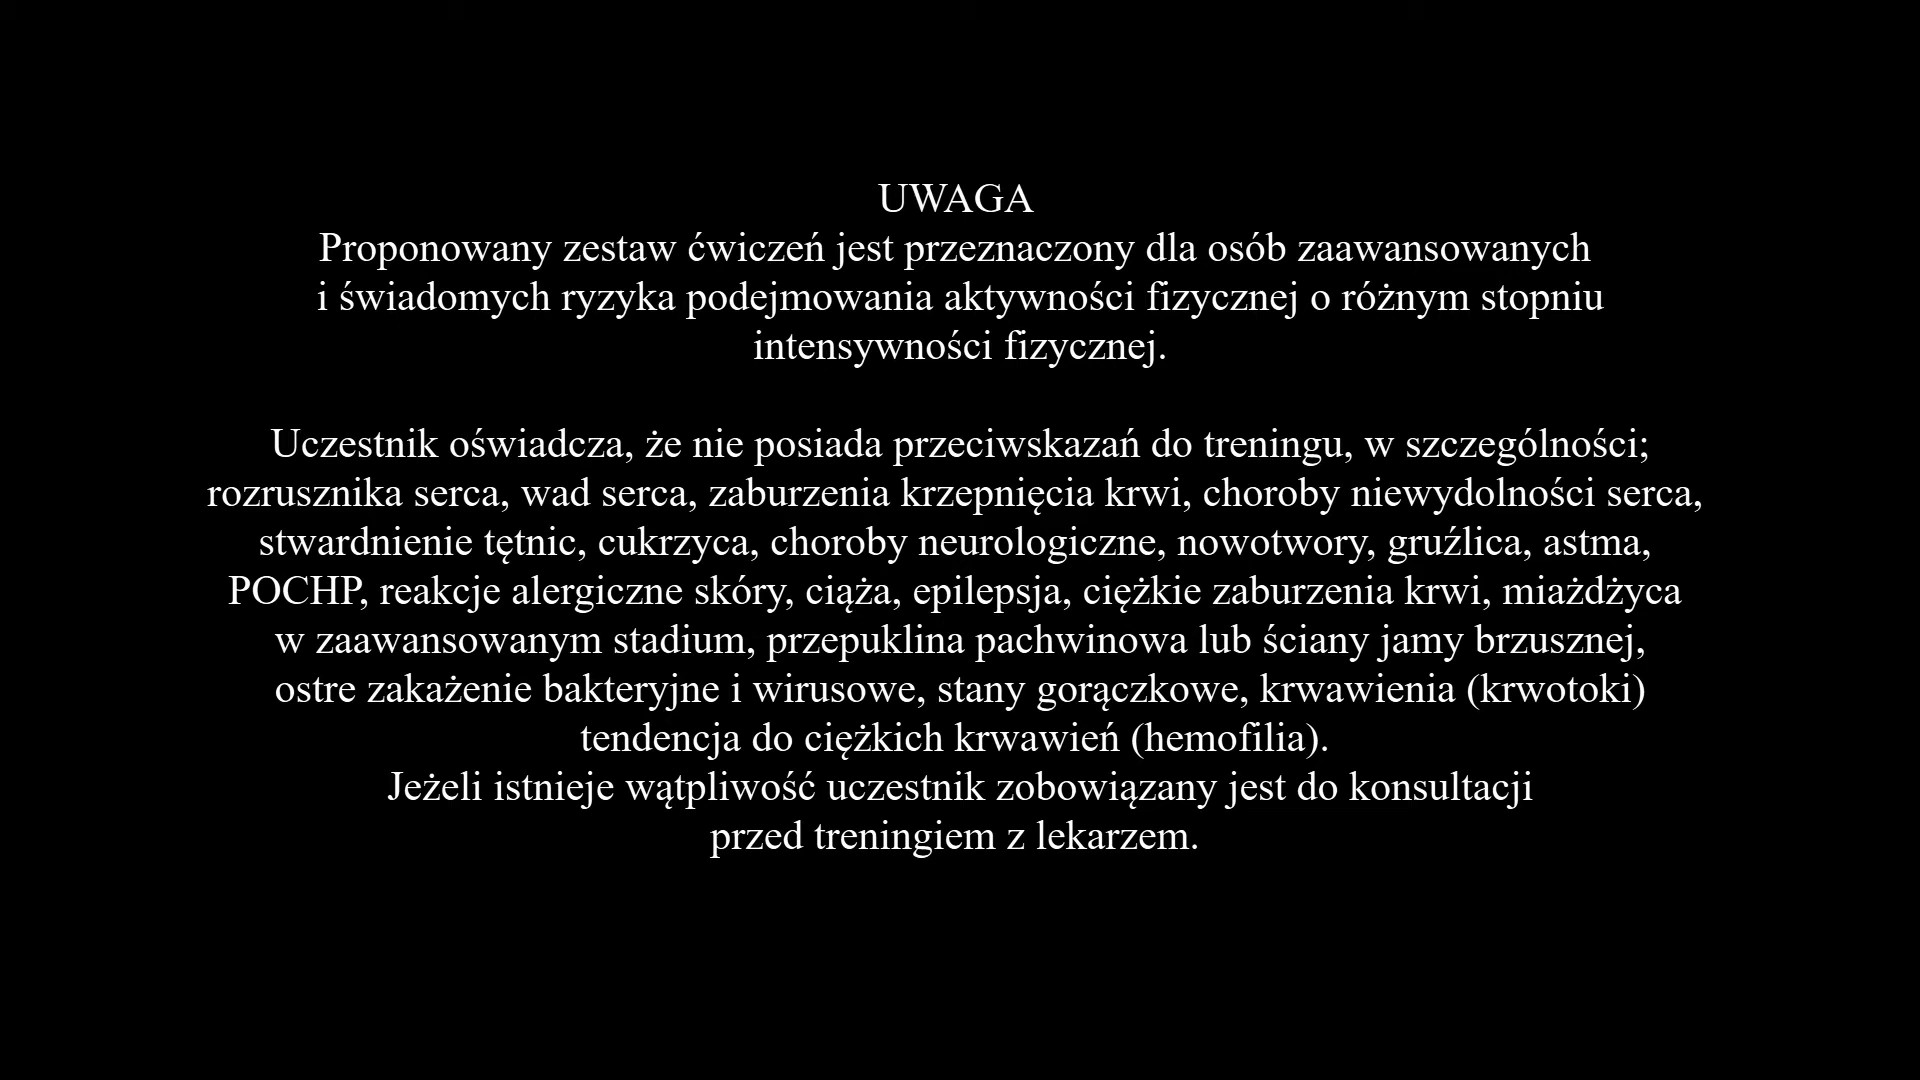 UWAGA
Proponowany zestaw ćwiczeń jest przeznaczony dla osób zaawansowanych
i świadomych ryzyka podejmowania aktywności fizycznej o różnym stopniu
intensywności fizycznej.
Uczestnik oświadcza, że nie posiada przeciwskazań do treningu, w szczególności;
rozrusznika serca, wad serca, zaburzenia krzepnięcia krwi, choroby niewydolności serca,
stwardnienie tętnic, cukrzyca, choroby neurologiczne, nowotwory, gruźlica, astma,
POCHP, reakcje alergiczne skóry, ciąża, epilepsja, ciężkie zaburzenia krwi, miażdżyca
w zaawansowanym stadium, przepuklina pachwinowa lub ściany jamy brzusznej,
ostre zakażenie bakteryjne i wirusowe, stany gorączkowe, krwawienia (krwotoki)
tendencja do ciężkich krwawień (hemofilia).
Jeżeli istnieje wątpliwość uczestnik zobowiązany jest do konsultacji
przed treningiem z lekarzem.